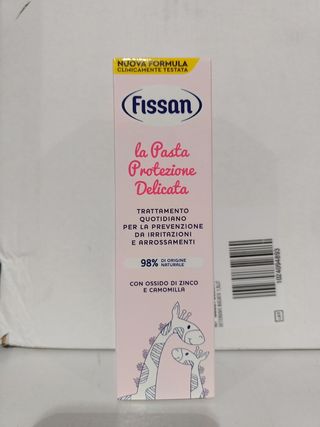 NUOVA FORMULA
CLINICAMENTE TESTATA
Fissan
la Pasta
Protezione
Delicata
TRATTAMENTO
QUOTIDIANO
PER LA PREVENZIONE
DA IRRITAZIONI
E ARROSSAMENTI
98% DI ORIGINE
NATURALE
CON OSSIDO DI ZINCO
E CAMOMILLA
1024094893